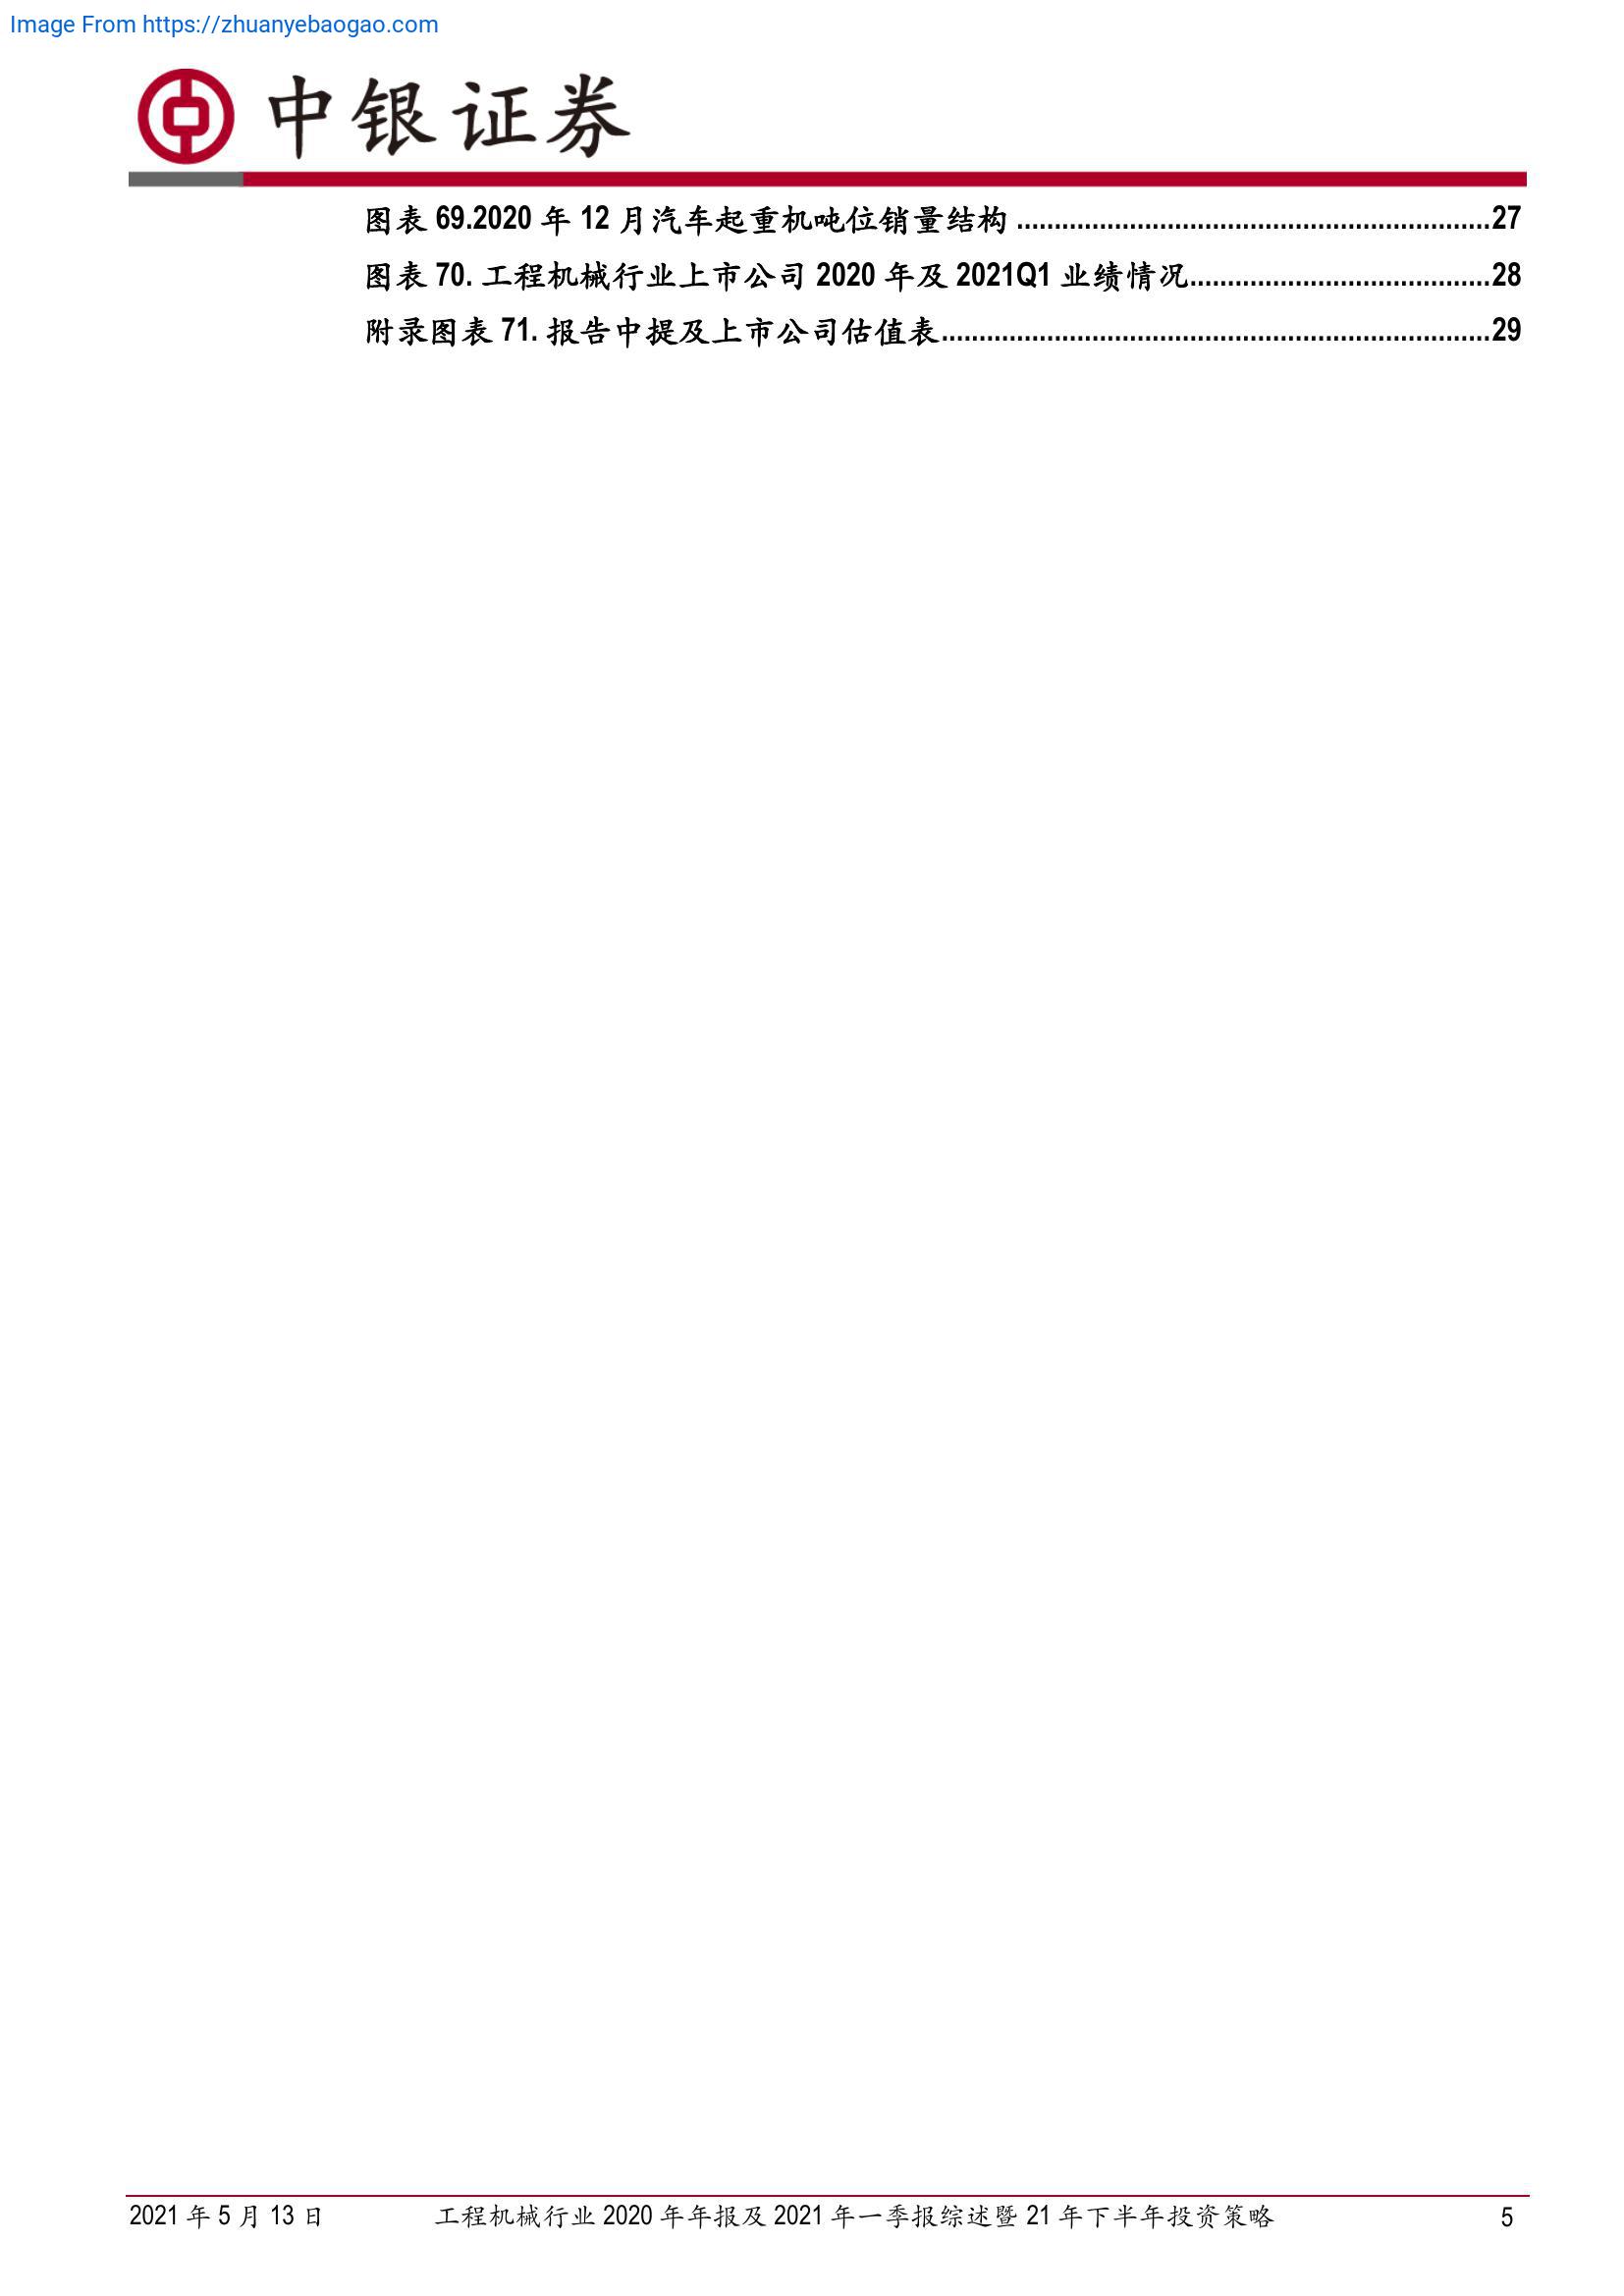 Image From https://zhuanyebaogao.com
中银证券
图表 69.2020 年 12 月汽车起重机吨位销量结构 ...............................................................27
图表 70. 工程机械行业上市公司 2020 年及 2021Q1 业绩情况........................................28
附录图表 71. 报告中提及上市公司估值表.........................................................................29
2021 年 5 月 13 日 工程机械行业 2020 年年报及 2021 年一季报综述暨 21 年下半年投资策略 5